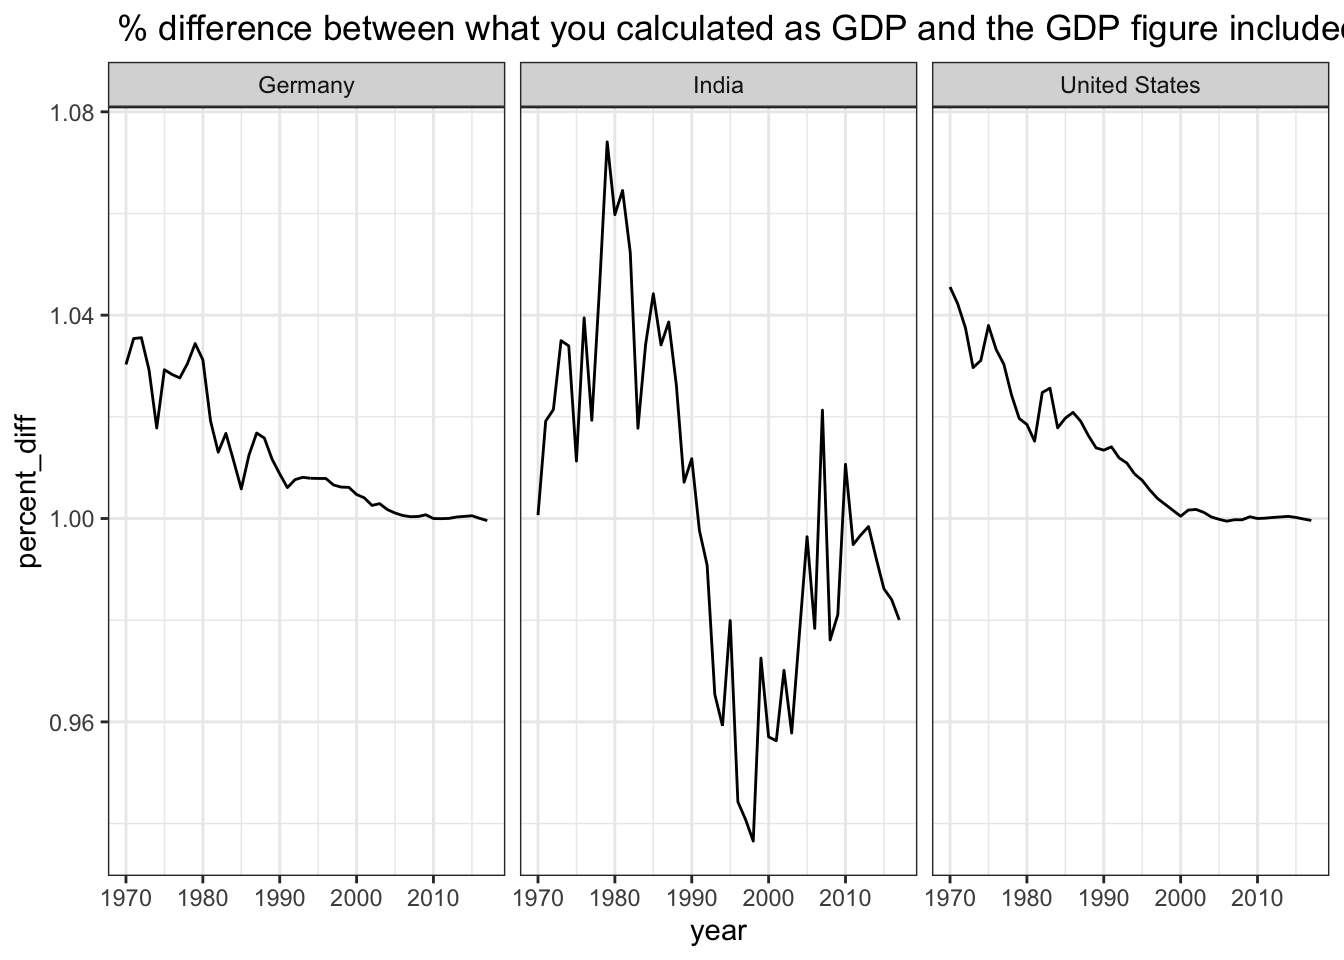 % difference between what you calculated as GDP and the GDP figure include
Germany India United States
1.08
1.04
1.00
0.96
percent_diff
1970 1980 1990 2000 2010 1970 1980 1990 2000 2010 1970 1980 1990 2000 2010
year